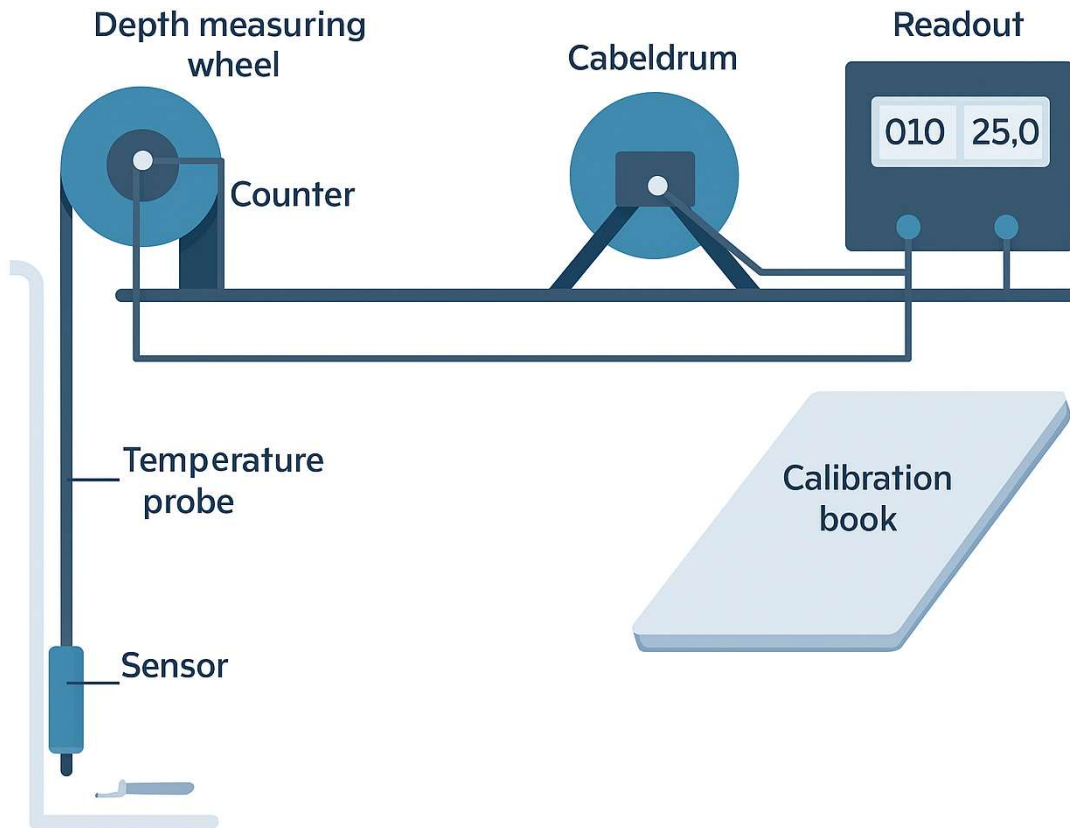 Depth measuring
wheel
Cabeldrum
Readout
010 25,0
Counter
Temperature
probe
Calibration
book
Sensor